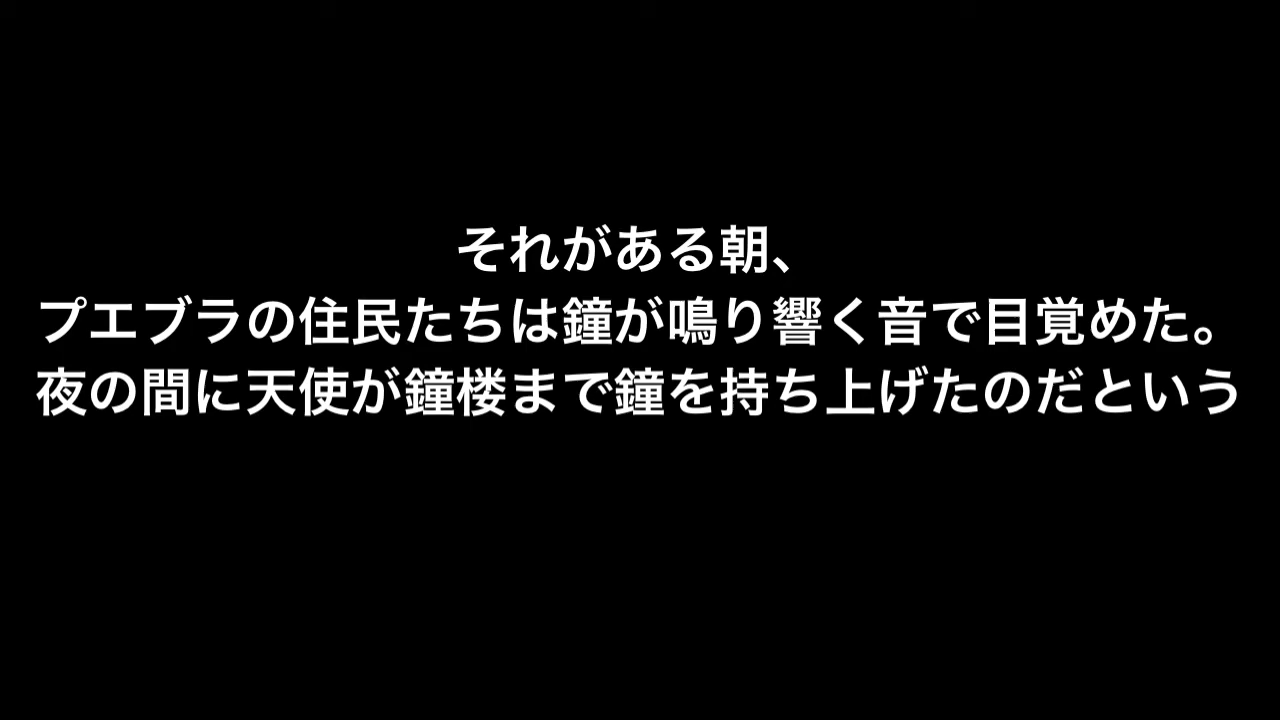 それがある朝、
プエブラの住民たちは鐘が鳴り響く音で目覚めた。
夜の間に天使が鐘楼まで鐘を持ち上げたのだという